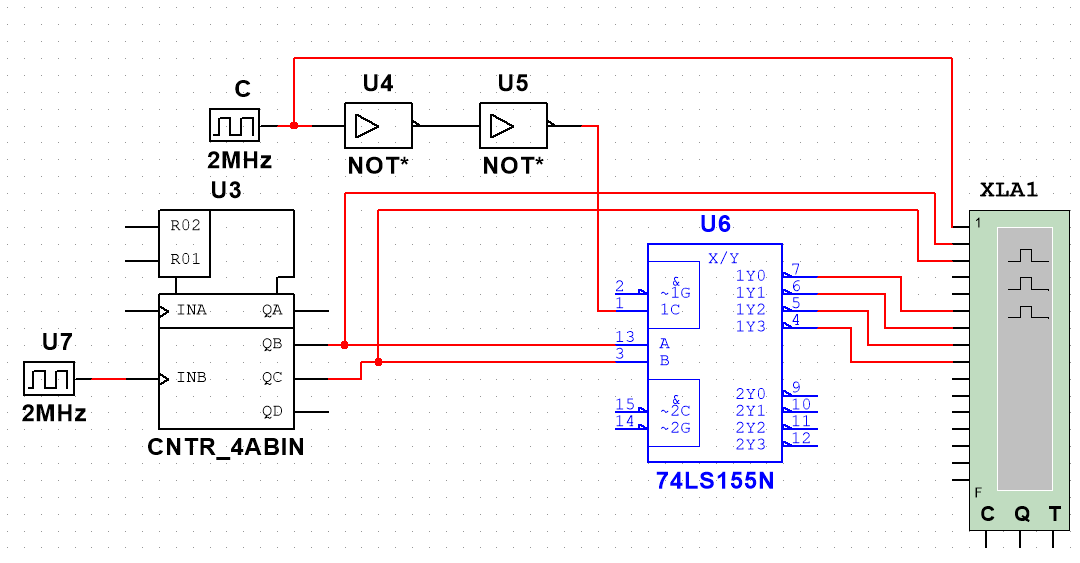 C
2MHz
U4
NOT*
U5
NOT*
U3
R02
R01
INA
QA
QB
INB
QC
QD
CNTR_4ABIN
U7
2MHz
U6
X/Y
&
2 ~1G
1 1C
13 A
3 B
&
15 ~2C
14 ~2G
1Y0 7
1Y1 6
1Y2 5
1Y3 4
2Y0 9
2Y1 10
2Y2 11
2Y3 12
74LS155N
XLA1
1
F
C Q T